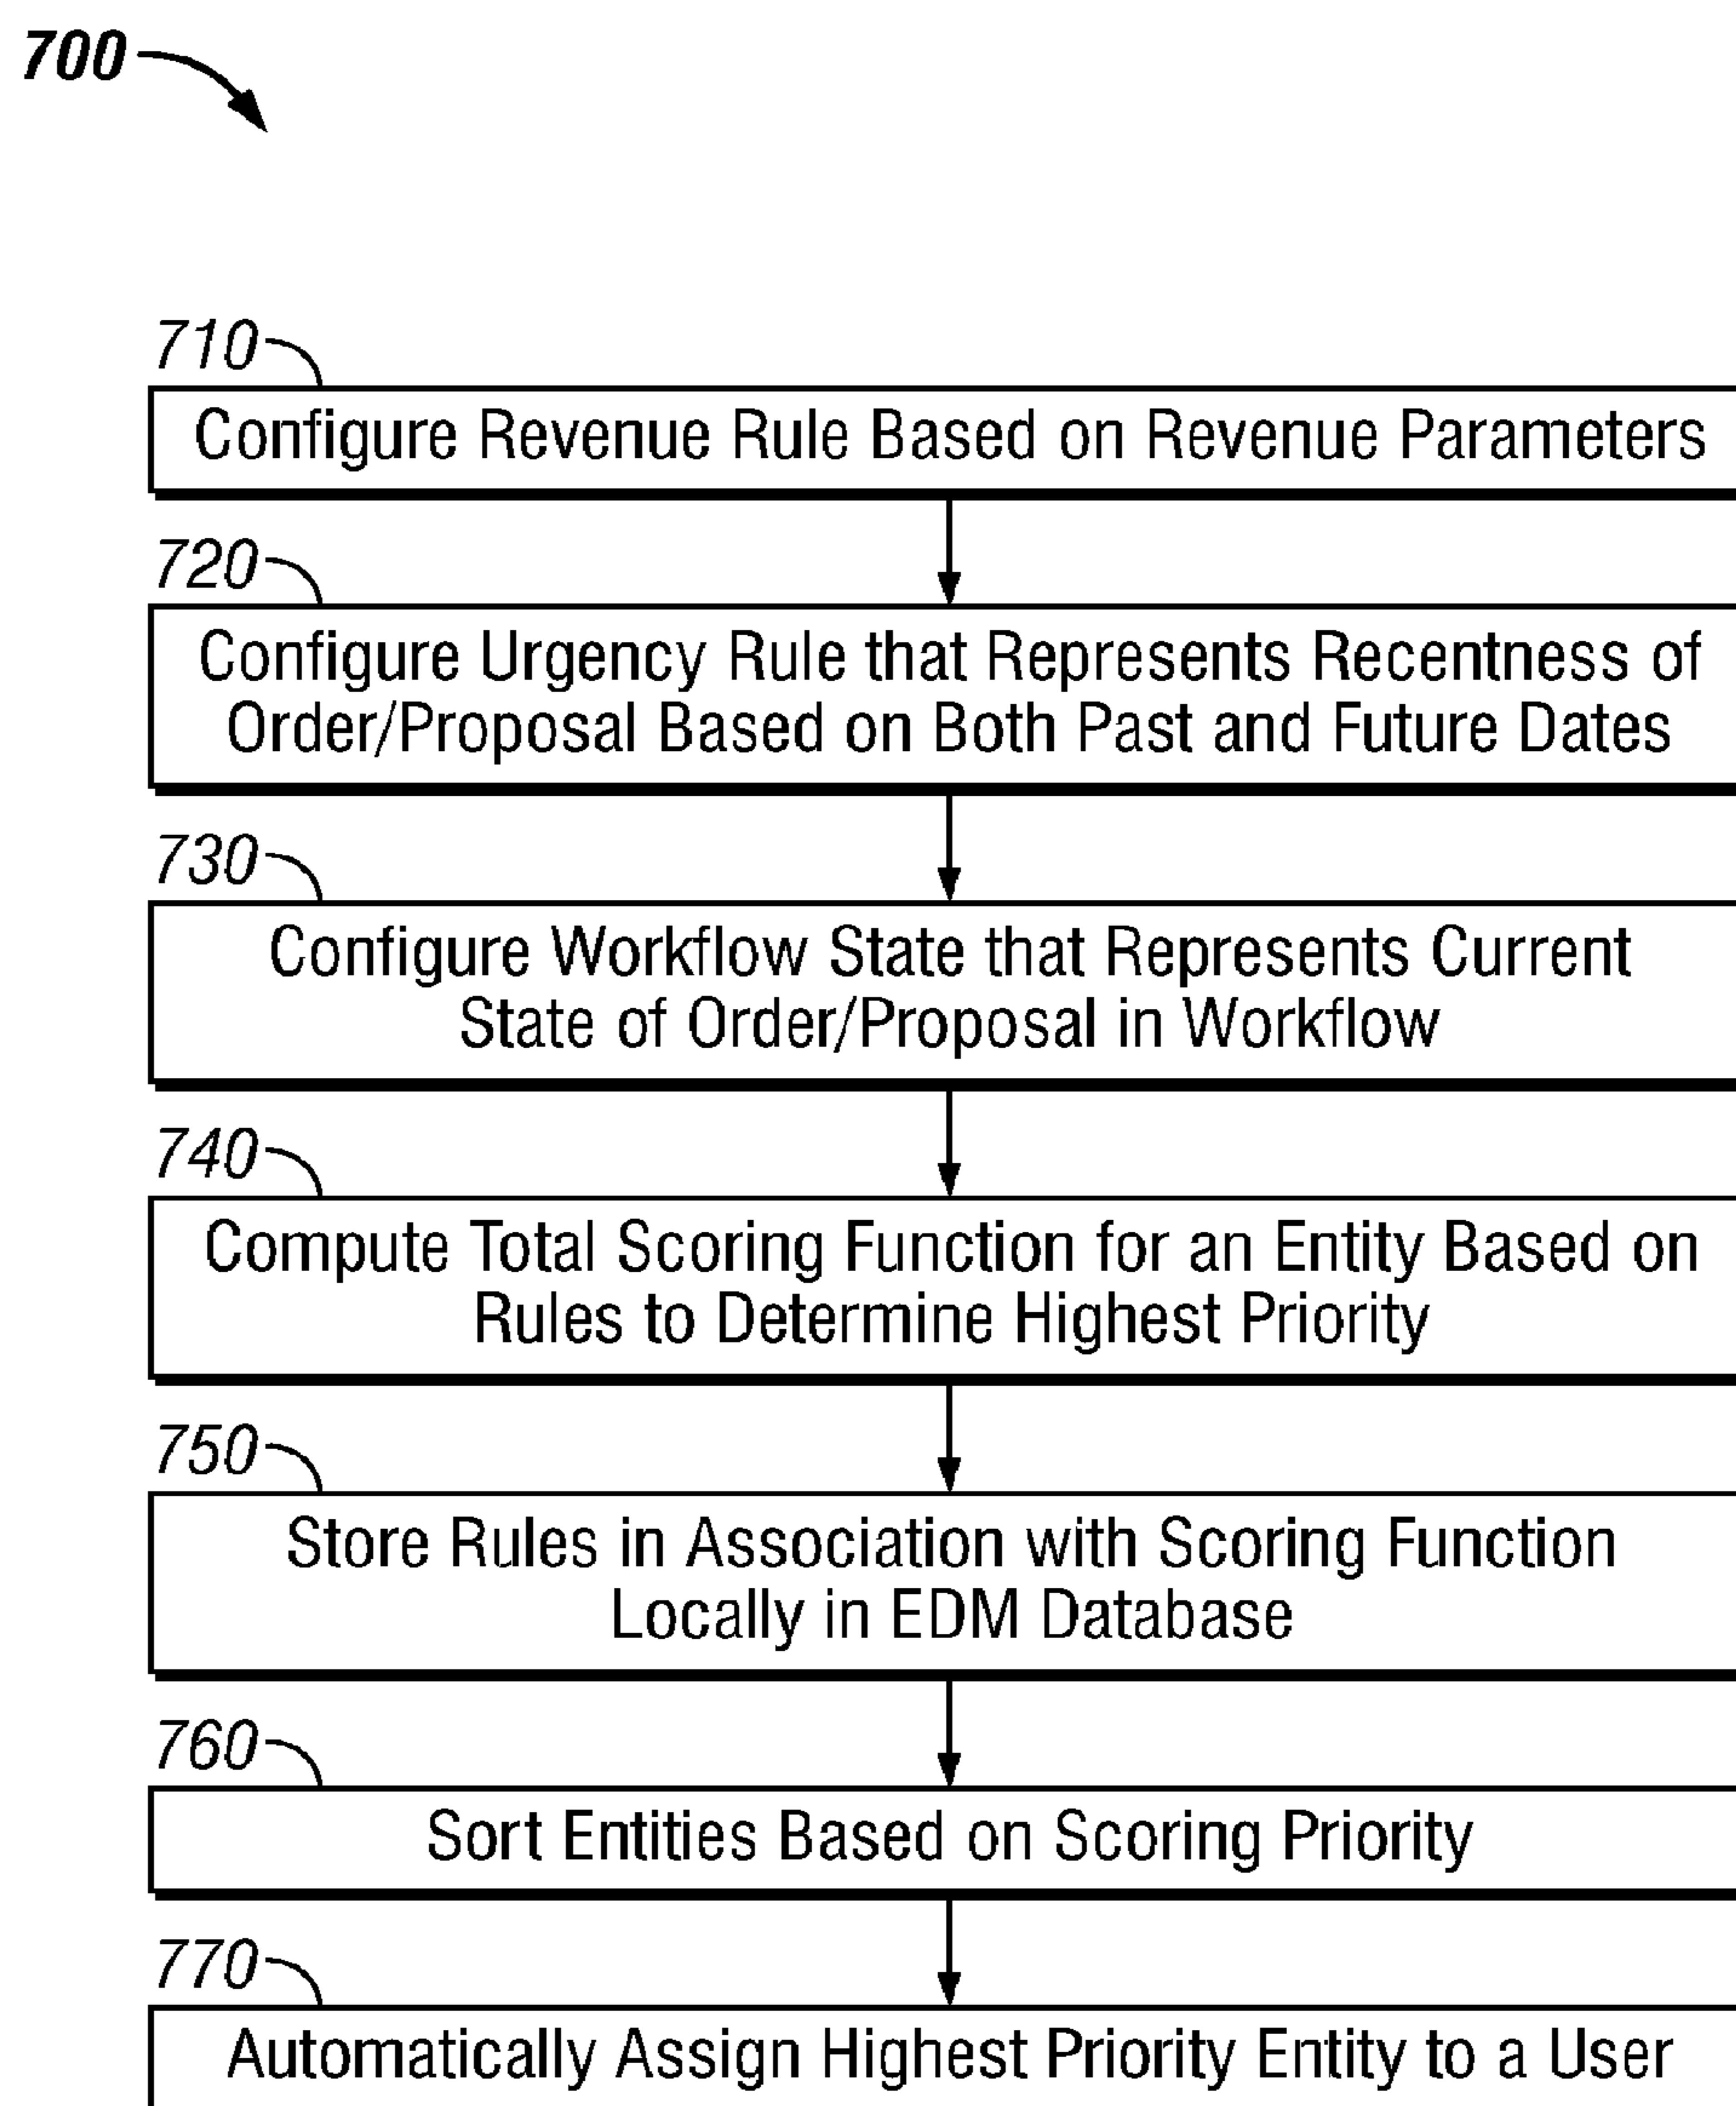 700
710
Configure Revenue Rule Based on Revenue Parameters
720
Configure Urgency Rule that Represents Recentness of
Order/Proposal Based on Both Past and Future Dates
730
Configure Workflow State that Represents Current
State of Order/Proposal in Workflow
740
Compute Total Scoring Function for an Entity Based on
Rules to Determine Highest Priority
750
Store Rules in Association with Scoring Function
Locally in EDM Database
760
Sort Entities Based on Scoring Priority
770
Automatically Assign Highest Priority Entity to a User